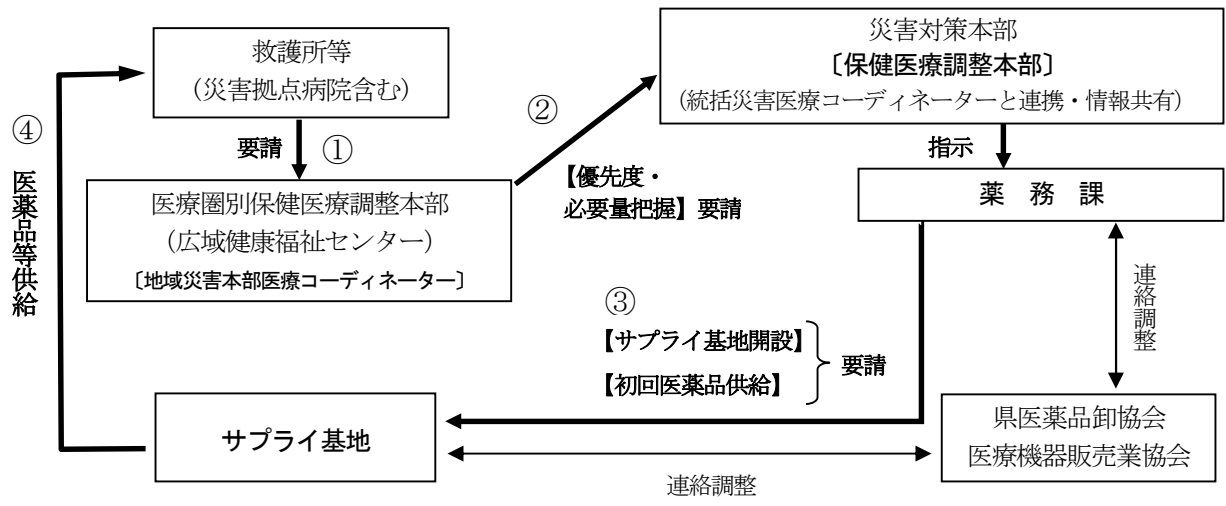 救護所等
（災害拠点病院含む）
災害対策本部
〔保健医療調整本部〕
（統括災害医療コーディネーターと連携・情報共有）
④
医薬品等供給
要請
①
②
指示
医療圏別保健医療調整本部
（広域健康福祉センター）
〔地域災害本部医療コーディネーター〕
【優先度・
必要量把握】要請
薬　務　課
③
【サプライ基地開設】
【初回医薬品供給】
要請
連絡調整
サプライ基地
県医薬品卸協会
医療機器販売業協会
連絡調整